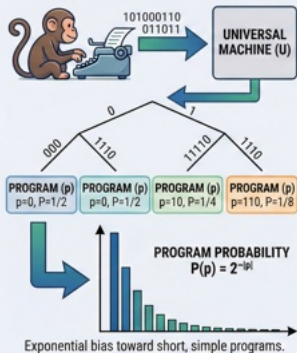 101000110
011011
UNIVERSAL
MACHINE (U)
0
1
000
1110
11110
1110
PROGRAM (p)
p=0, P=1/2
PROGRAM (p)
p=0, P=1/2
PROGRAM (p)
p=10, P=1/4
PROGRAM (p)
p=110, P=1/8
PROGRAM PROBABILITY
P(p) = 2^−|p|
Exponential bias toward short, simple programs.